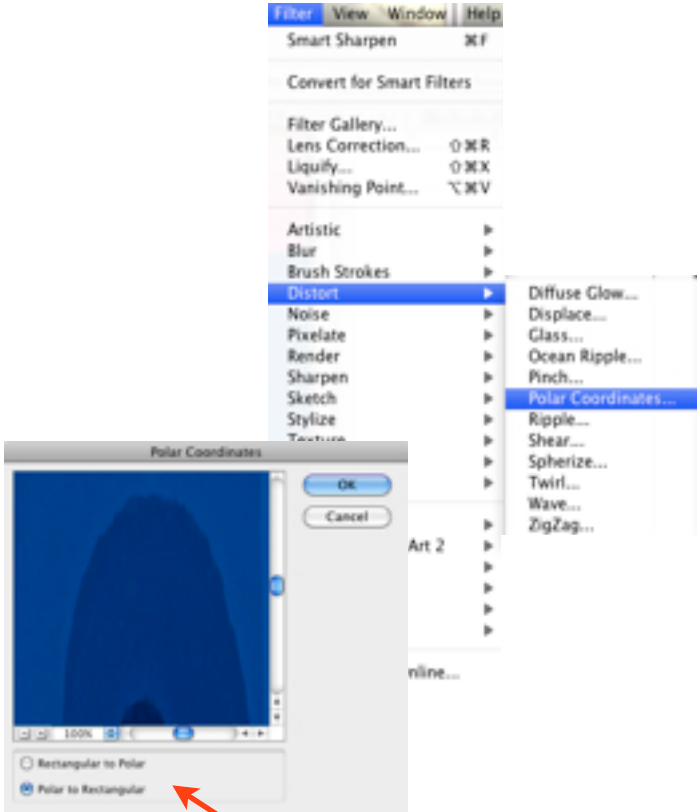 Filter View Window Help
Smart Sharpen ⌘F
Convert for Smart Filters
Filter Gallery...
Lens Correction... ⇧⌘R
Liquify... ⇧⌘X
Vanishing Point... ⌥⌘V
Artistic
Blur
Brush Strokes
Distort
Noise
Pixelate
Render
Sharpen
Sketch
Stylize
Texture
Diffuse Glow...
Displace...
Glass...
Ocean Ripple...
Pinch...
Polar Coordinates...
Ripple...
Shear...
Spherize...
Twirl...
Wave...
ZigZag...
Art 2
mline...
Polar Coordinates
OK
Cancel
100%
Rectangular to Polar
Polar to Rectangular